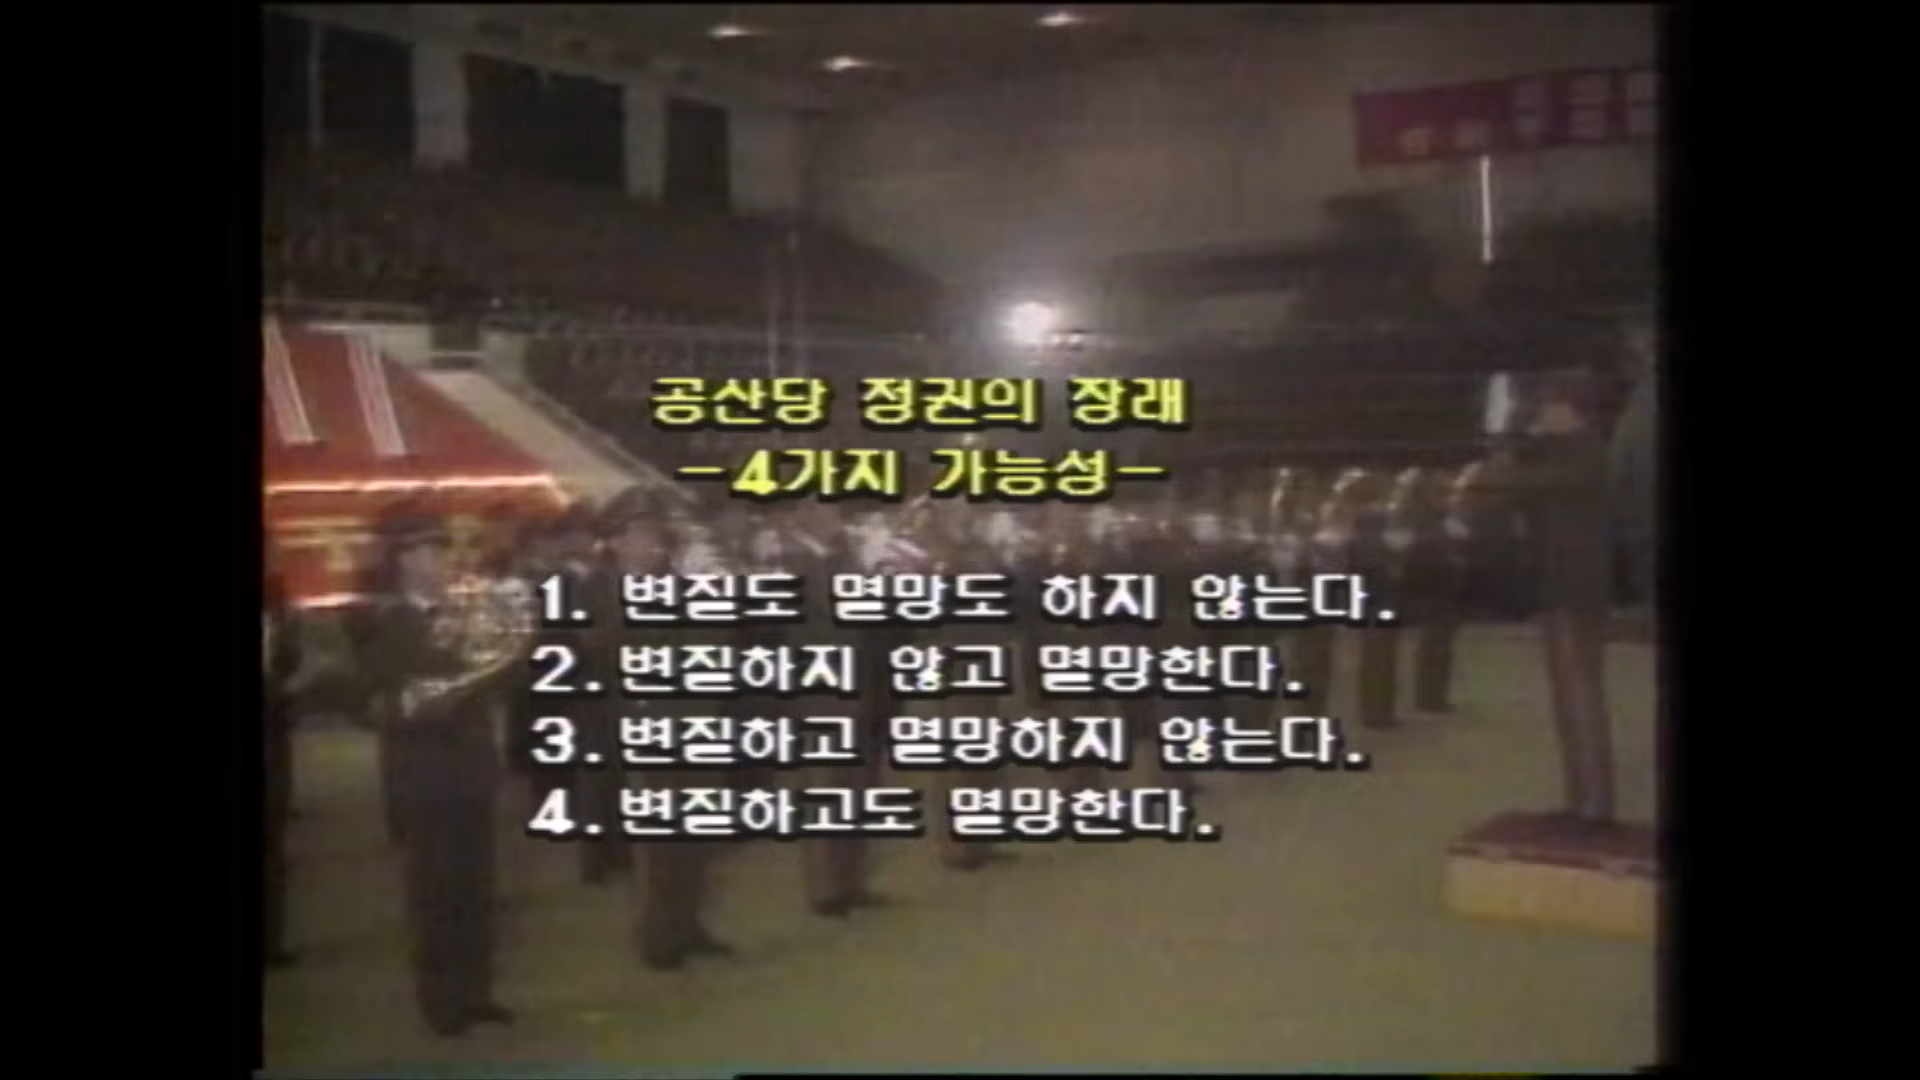 공산당 정권의 장래
-4가지 가능성-
1. 변질도 멸망도 하지 않는다.
2. 변질하지 않고 멸망한다.
3. 변질하고 멸망하지 않는다.
4. 변질하고도 멸망한다.